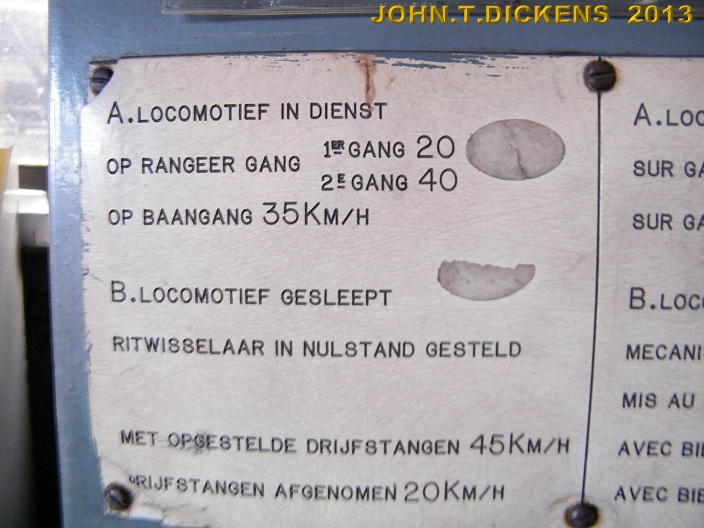 JOHN.T.DICKENS 2013
A.LOCOMOTIEF IN DIENST
OP RANGEER GANG 1ER GANG 20
2E GANG 40
OP BAANGANG 35KM/H
B.LOCOMOTIEF GESLEEPT
RITWISSELAAR IN NULSTAND GESTELD
MET OPGESTELDE DRIJFSTANGEN 45KM/H
DRIJFSTANGEN AFGENOMEN 20KM/H
A.LOC
SUR GA
SUR GA
B.LOC
MECANI
MIS AU
AVEC BIE
AVEC BIE